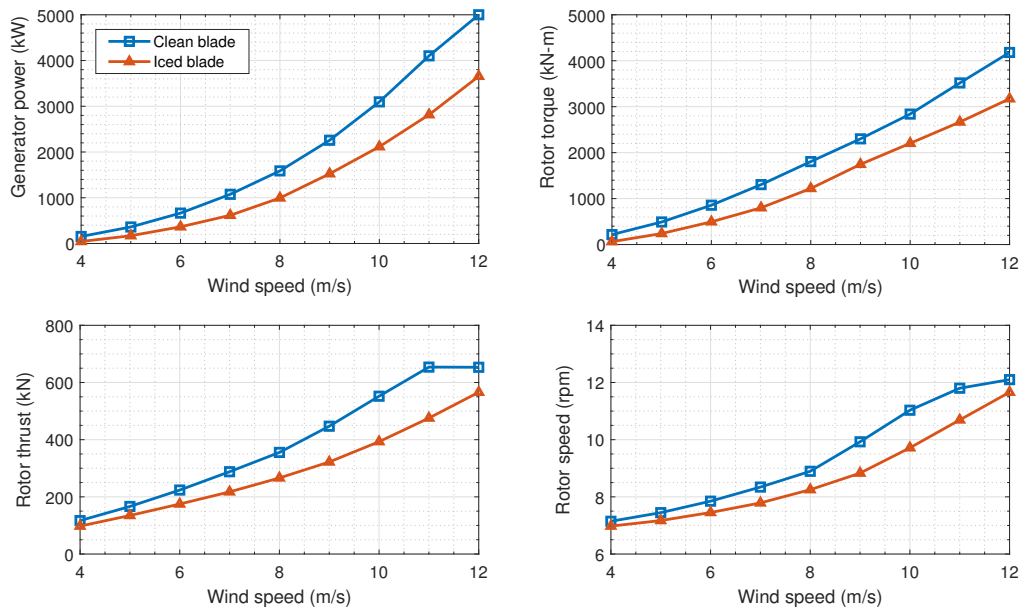 5000
4000
3000
2000
1000
0
Generator power (kW)
Clean blade
Iced blade
4 6 8 10 12
Wind speed (m/s)
5000
4000
3000
2000
1000
0
Rotor torque (kN-m)
4 6 8 10 12
Wind speed (m/s)
800
600
400
200
0
Rotor thrust (kN)
4 6 8 10 12
Wind speed (m/s)
14
12
10
8
6
Rotor speed (rpm)
4 6 8 10 12
Wind speed (m/s)